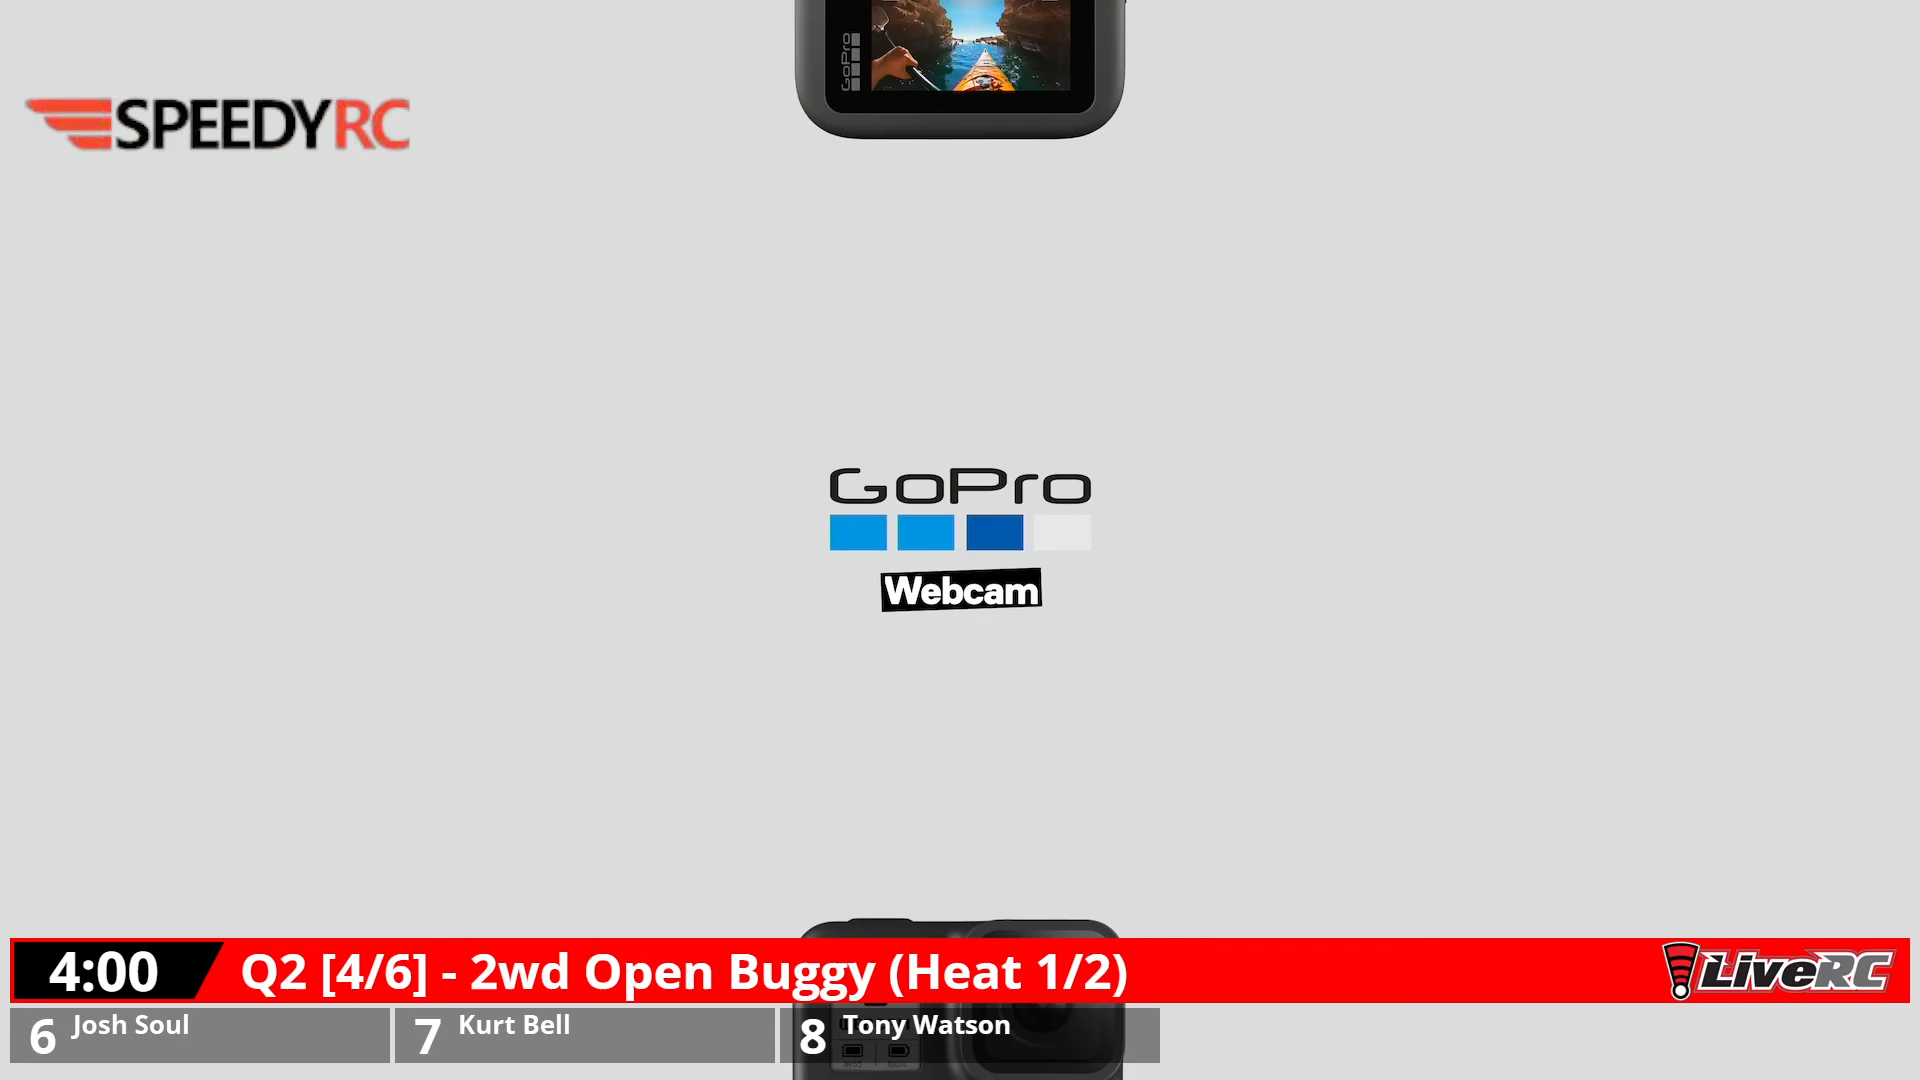 GoPro
SPEEDYRC
GoPro
Webcam
4:00 Q2 [4/6] - 2wd Open Buggy (Heat 1/2) LiveRC
6 Josh Soul 7 Kurt Bell 8 Tony Watson